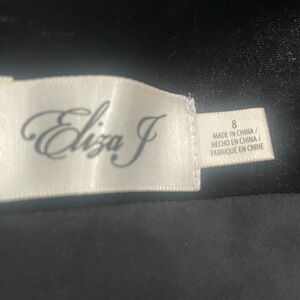 Eliza J
8
MADE IN CHINA/
HECHO EN CHINA/
FABRIQUÉ EN CHINE